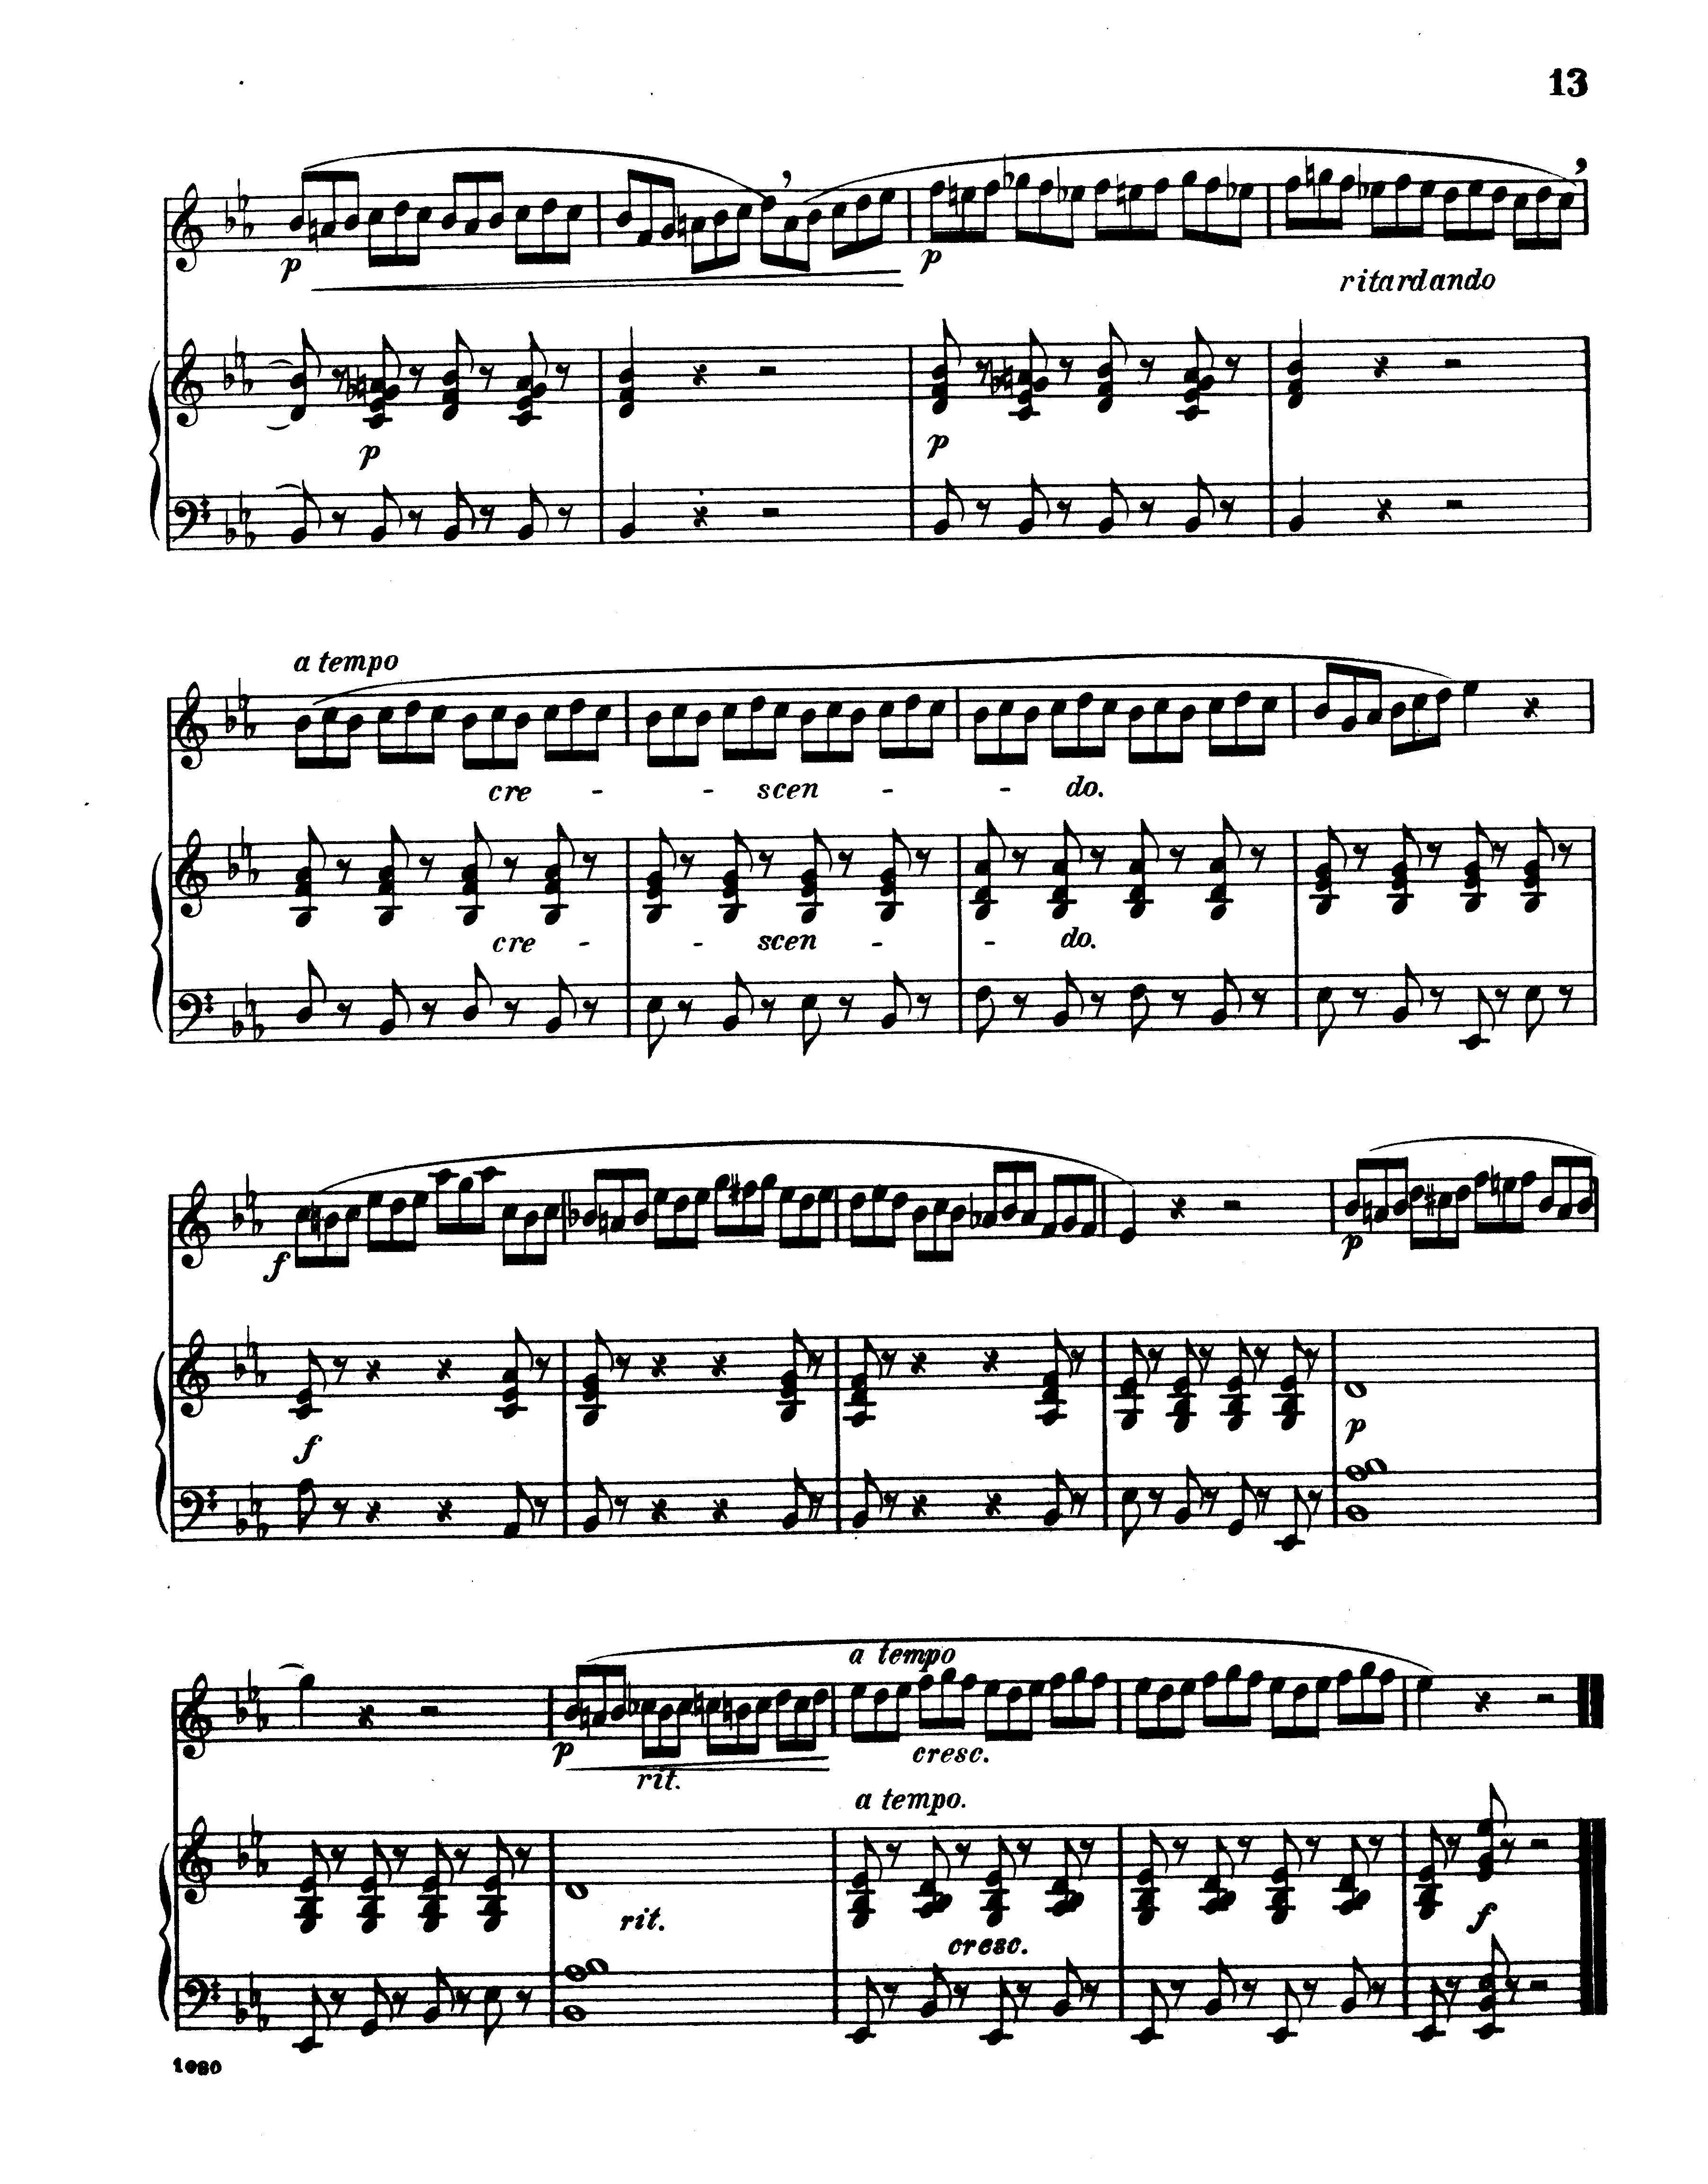 13
p
p
ritardando
p
p
a tempo
cre - - scen - - do.
cre - - scen - - do.
f
p
f
p
a tempo
p
rit.
cresc.
a tempo.
rit.
cresc.
f
1080